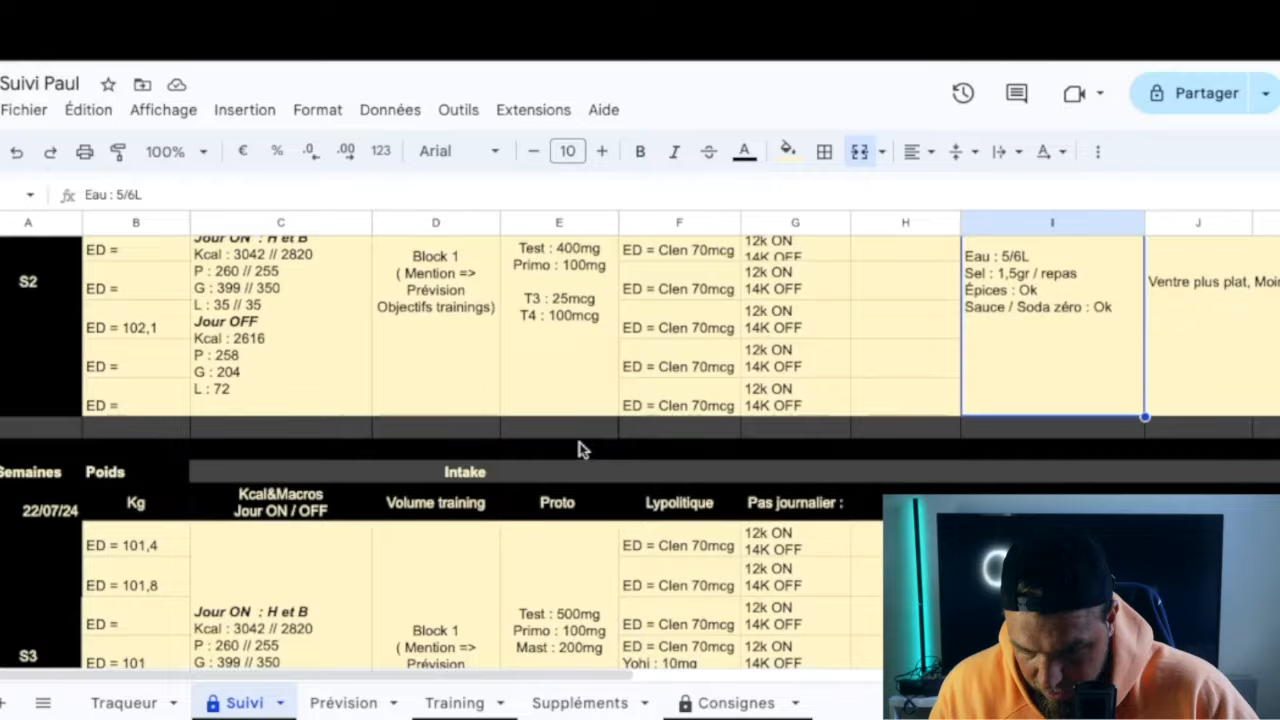 Suivi Paul
Fichier Édition Affichage Insertion Format Données Outils Extensions Aide
Partager
100% € % .0 .00 123 Arial 10 B I A
fx Eau : 5/6L
A B C D E F G H I J
S2
ED =
ED =
ED = 102,1
ED =
ED =
Jour ON : H et B
Kcal : 3042 // 2820
P : 260 // 255
G : 399 // 350
L : 35 // 35
Jour OFF
Kcal : 2616
P : 258
G : 204
L : 72
Block 1
( Mention =>
Prévision
Objectifs trainings)
Test : 400mg
Primo : 100mg
T3 : 25mcg
T4 : 100mcg
ED = Clen 70mcg
ED = Clen 70mcg
ED = Clen 70mcg
ED = Clen 70mcg
ED = Clen 70mcg
12k ON
14K OFF
12k ON
14K OFF
12k ON
14K OFF
12k ON
14K OFF
12k ON
14K OFF
Eau : 5/6L
Sel : 1,5gr / repas
Épices : Ok
Sauce / Soda zéro : Ok
Ventre plus plat, Moin
Semaines Poids Intake
22/07/24 Kg
Kcal&Macros
Jour ON / OFF
Volume training Proto Lypolitique Pas journalier :
S3
ED = 101,4
ED = 101,8
ED =
ED = 101
Jour ON : H et B
Kcal : 3042 // 2820
P : 260 // 255
G : 399 // 350
Block 1
( Mention =>
Prévision
Test : 500mg
Primo : 100mg
Mast : 200mg
ED = Clen 70mcg
ED = Clen 70mcg
ED = Clen 70mcg
ED = Clen 70mcg
Yohi : 10mg
12k ON
14K OFF
12k ON
14K OFF
12k ON
14K OFF
12k ON
14K OFF
Traqueur Suivi Prévision Training Suppléments Consignes